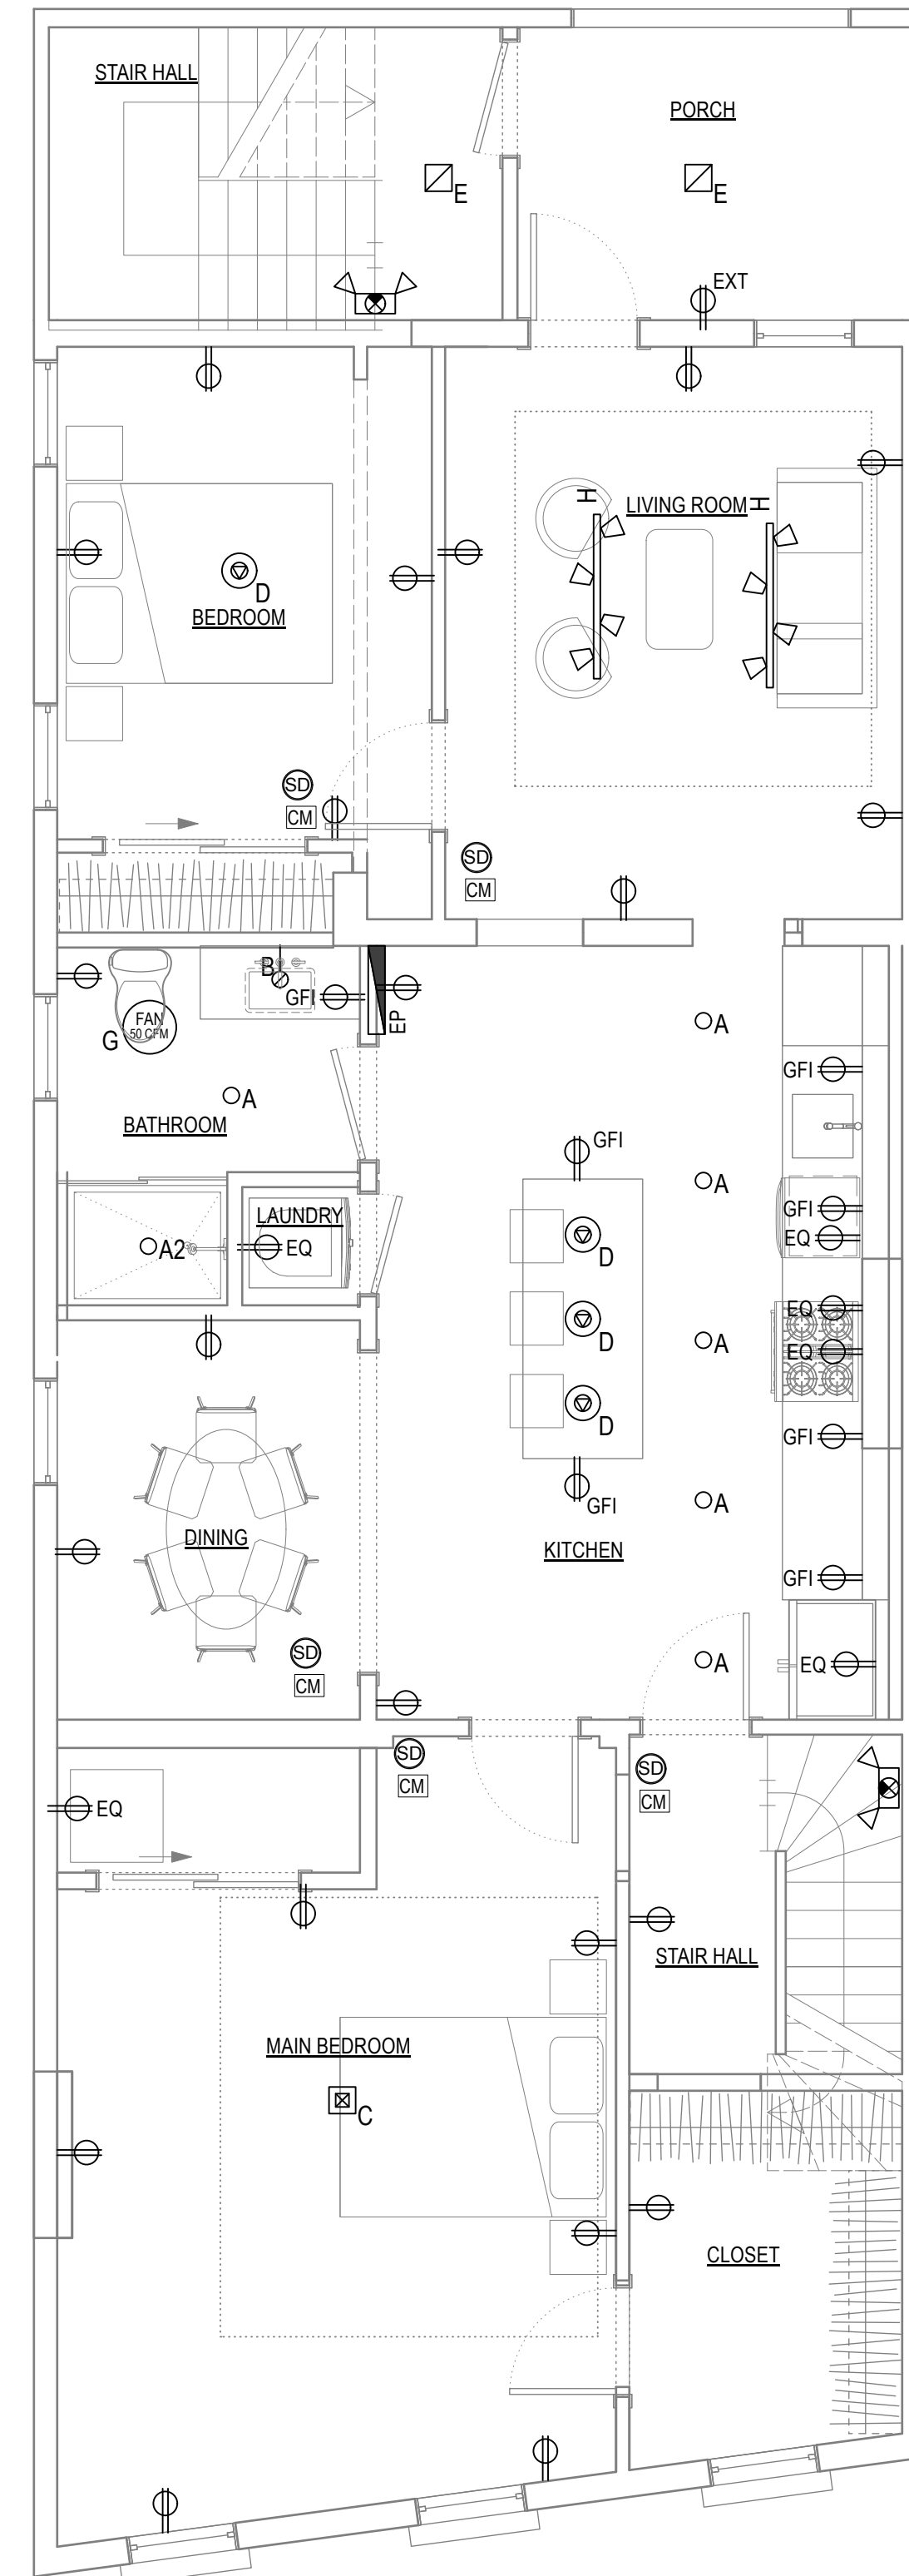 STAIR HALL
PORCH
E
E
EXT
H
LIVING ROOM
H
D
BEDROOM
SD
CM
SD
CM
B
GFI
FAN
50 CFM
G
EP
A
A
BATHROOM
GFI
GFI
A
GFI
LAUNDRY
EQ
A2
EQ
D
D
D
EQ
A
EQ
GFI
GFI
A
DINING
KITCHEN
GFI
SD
CM
A
EQ
SD
CM
SD
CM
EQ
STAIR HALL
MAIN BEDROOM
C
CLOSET